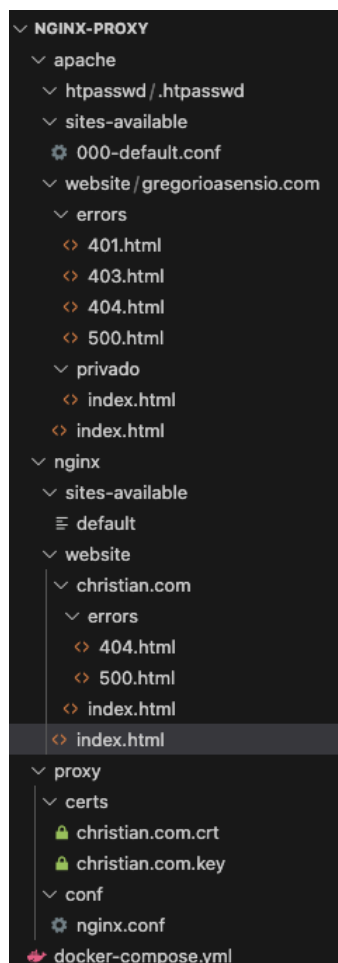 NGINX-PROXY
apache
htpasswd/.htpasswd
sites-available
000-default.conf
website/gregorioasensio.com
errors
401.html
403.html
404.html
500.html
privado
index.html
index.html
nginx
sites-available
default
website
christian.com
errors
404.html
500.html
index.html
index.html
proxy
certs
christian.com.crt
christian.com.key
conf
nginx.conf
docker-compose.yml